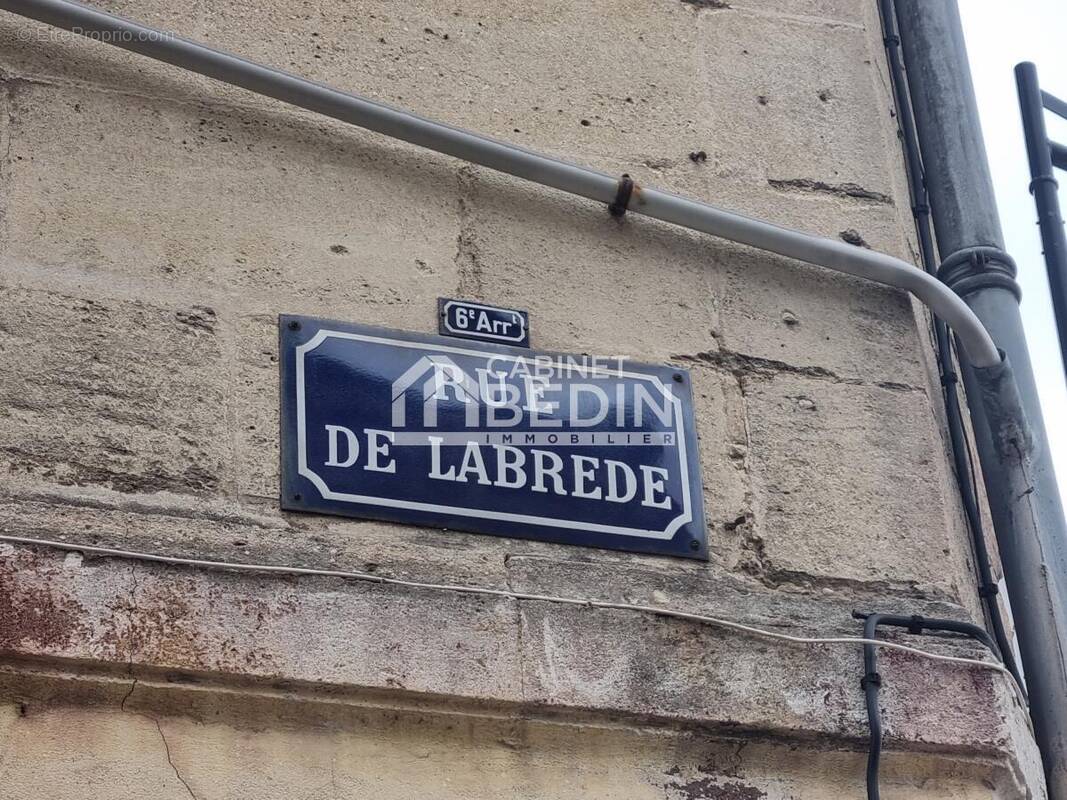 © EtreProprio.com
6e Arrt
RUE
DE LABREDE
CABINET
BEDIN
IMMOBILIER